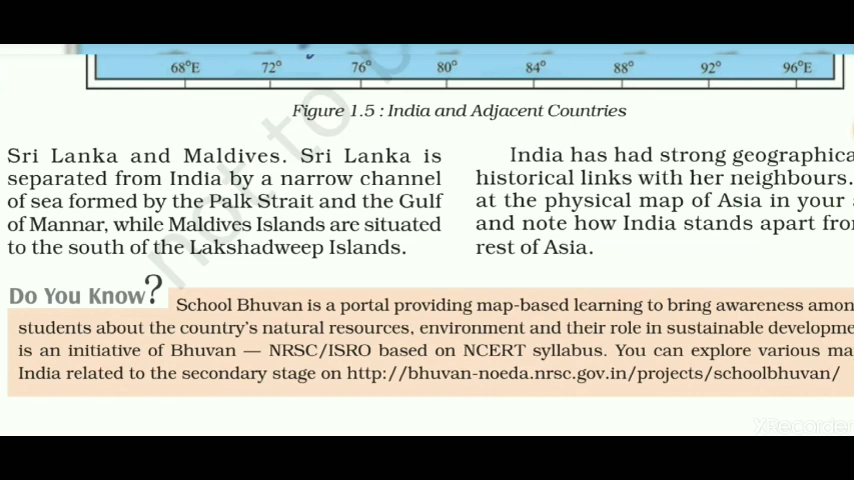 68°E 72° 76° 80° 84° 88° 92° 96°E
Figure 1.5 : India and Adjacent Countries
Sri Lanka and Maldives. Sri Lanka is
separated from India by a narrow channel
of sea formed by the Palk Strait and the Gulf
of Mannar, while Maldives Islands are situated
to the south of the Lakshadweep Islands.
India has had strong geographica
historical links with her neighbours.
at the physical map of Asia in your
and note how India stands apart fro
rest of Asia.
Do You Know?
School Bhuvan is a portal providing map-based learning to bring awareness amon
students about the country's natural resources, environment and their role in sustainable developme
is an initiative of Bhuvan — NRSC/ISRO based on NCERT syllabus. You can explore various ma
India related to the secondary stage on http://bhuvan-noeda.nrsc.gov.in/projects/schoolbhuvan/
not to b
XRecorder